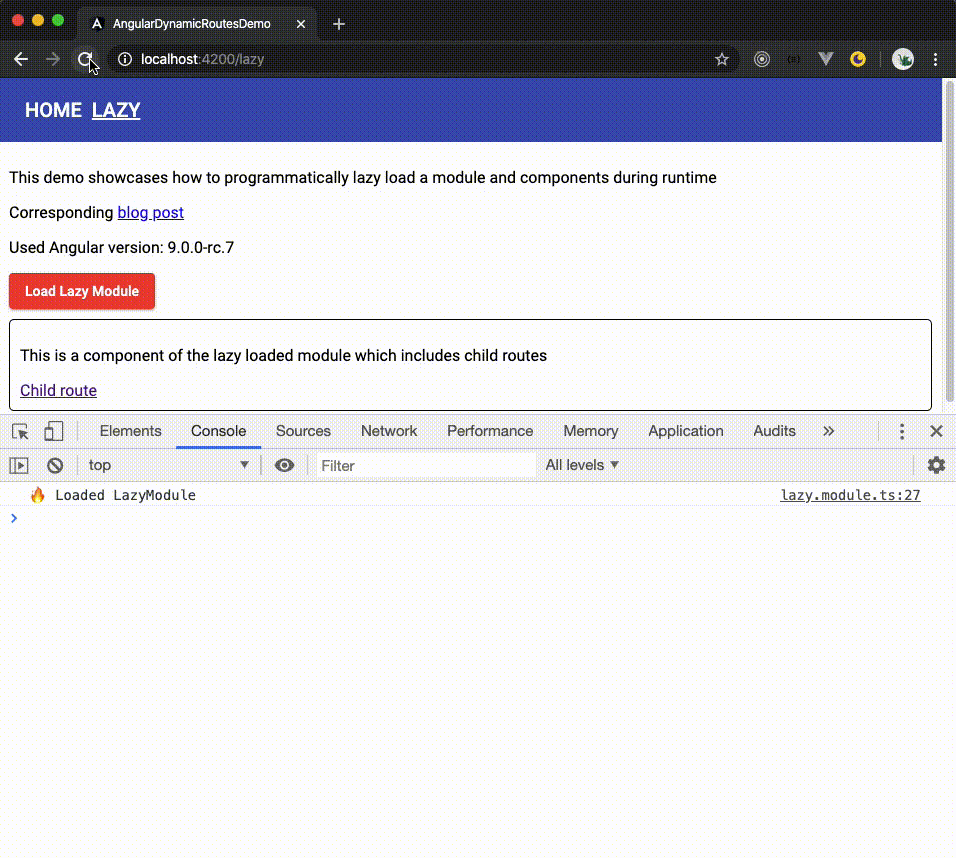 AngularDynamicRoutesDemo
localhost:4200/lazy
HOME LAZY
This demo showcases how to programmatically lazy load a module and components during runtime
Corresponding blog post
Used Angular version: 9.0.0-rc.7
Load Lazy Module
This is a component of the lazy loaded module which includes child routes
Child route
Elements Console Sources Network Performance Memory Application Audits
top Filter All levels
🔥 Loaded LazyModule lazy.module.ts:27